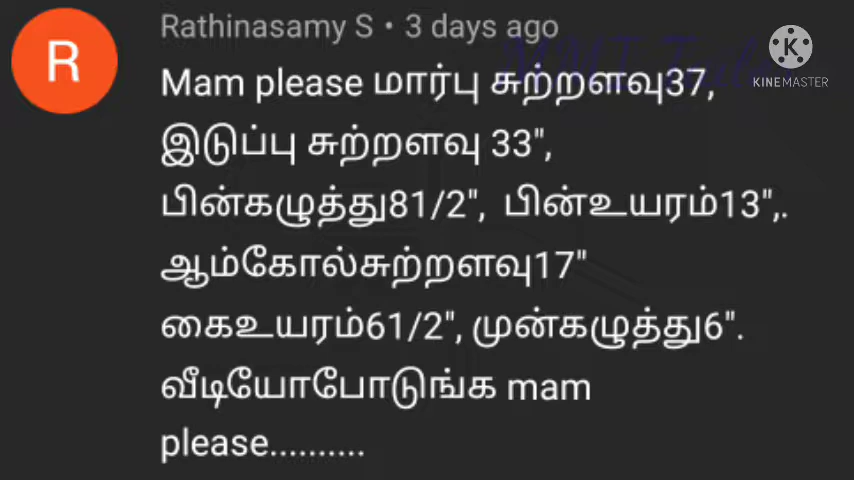 Rathinasamy S • 3 days ago
R
KINEMASTER
Mam please மார்பு சுற்றளவு37,
இடுப்பு சுற்றளவு 33",
பின்கழுத்து81/2", பின்உயரம்13",.
ஆம்கோல்சுற்றளவு17"
கைஉயரம்61/2", முன்கழுத்து6".
வீடியோபோடுங்க mam
please..........